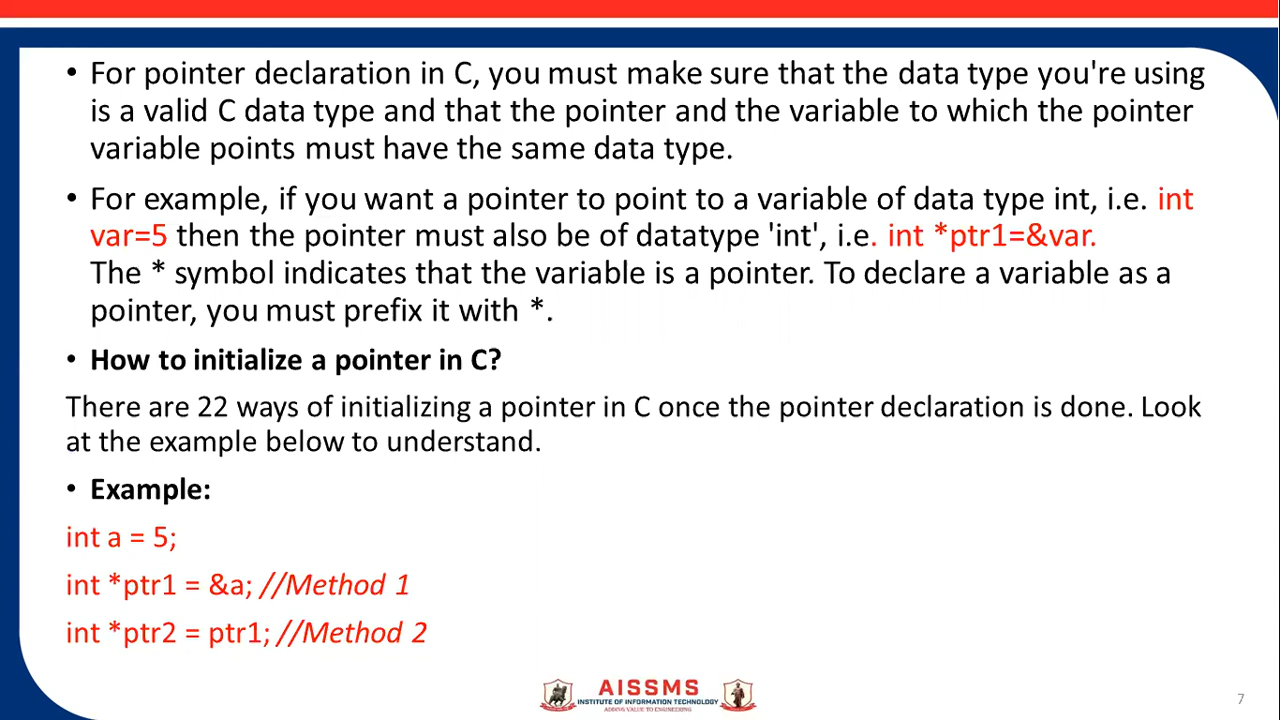 • For pointer declaration in C, you must make sure that the data type you're using
is a valid C data type and that the pointer and the variable to which the pointer
variable points must have the same data type.
• For example, if you want a pointer to point to a variable of data type int, i.e. int
var=5 then the pointer must also be of datatype 'int', i.e. int *ptr1=&var.
The * symbol indicates that the variable is a pointer. To declare a variable as a
pointer, you must prefix it with *.
• How to initialize a pointer in C?
There are 22 ways of initializing a pointer in C once the pointer declaration is done. Look
at the example below to understand.
• Example:
int a = 5;
int *ptr1 = &a; //Method 1
int *ptr2 = ptr1; //Method 2
AISSMS
INSTITUTE OF INFORMATION TECHNOLOGY
ADDING VALUE TO ENGINEERING
7